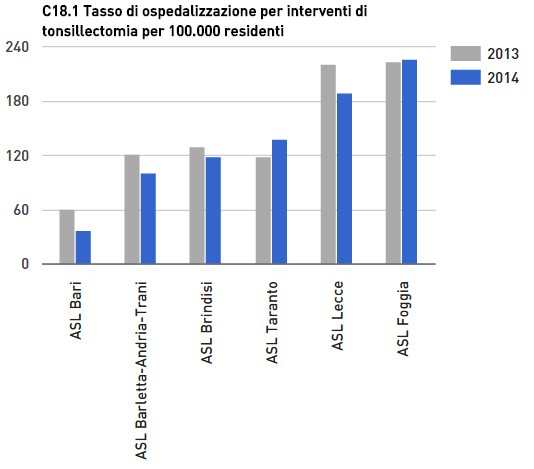 C18.1 Tasso di ospedalizzazione per interventi di
tonsillectomia per 100.000 residenti
240
180
120
60
0
2013
2014
ASL Bari
ASL Barletta-Andria-Trani
ASL Brindisi
ASL Taranto
ASL Lecce
ASL Foggia